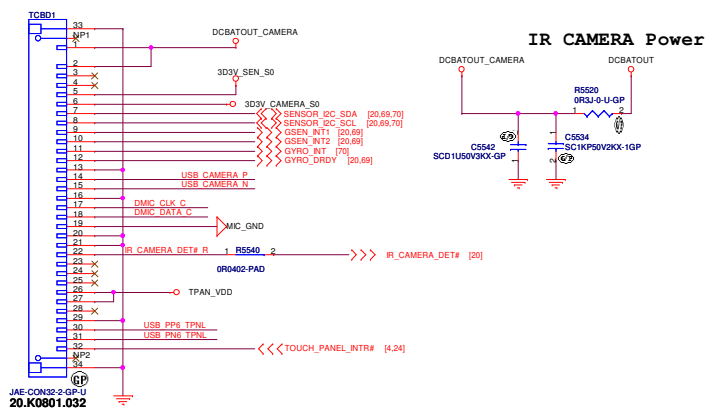 TCBD1
33
NP1
1
DCBATOUT_CAMERA
2
3
4
3D3V_SEN_S0
5
6
3D3V_CAMERA_S0
7
SENSOR_I2C_SDA [20,69,70]
8
SENSOR_I2C_SCL [20,69,70]
9
GSEN_INT1 [20,69]
10
GSEN_INT2 [20,69]
11
GYRO_INT [70]
12
GYRO_DRDY [20,69]
13
14
USB_CAMERA_P
15
USB_CAMERA_N
16
17
DMIC_CLK_C
18
DMIC_DATA_C
19
MIC_GND
20
21
22
IR_CAMERA_DET#_R
1 R5540 2
IR_CAMERA_DET# [20]
0R0402-PAD
23
24
25
26
TPAN_VDD
27
28
29
30
USB_PP6_TPNL
31
USB_PN6_TPNL
32
TOUCH_PANEL_INTR# [4,24]
NP2
34
GP
JAE-CON32-2-GP-U
20.K0801.032
IR CAMERA Power
DCBATOUT_CAMERA
DCBATOUT
R5520
0R3J-0-U-GP
1 2
C5542
SCD1U50V3KX-GP
2
1
C5534
SC1KP50V2KX-1GP
1
2